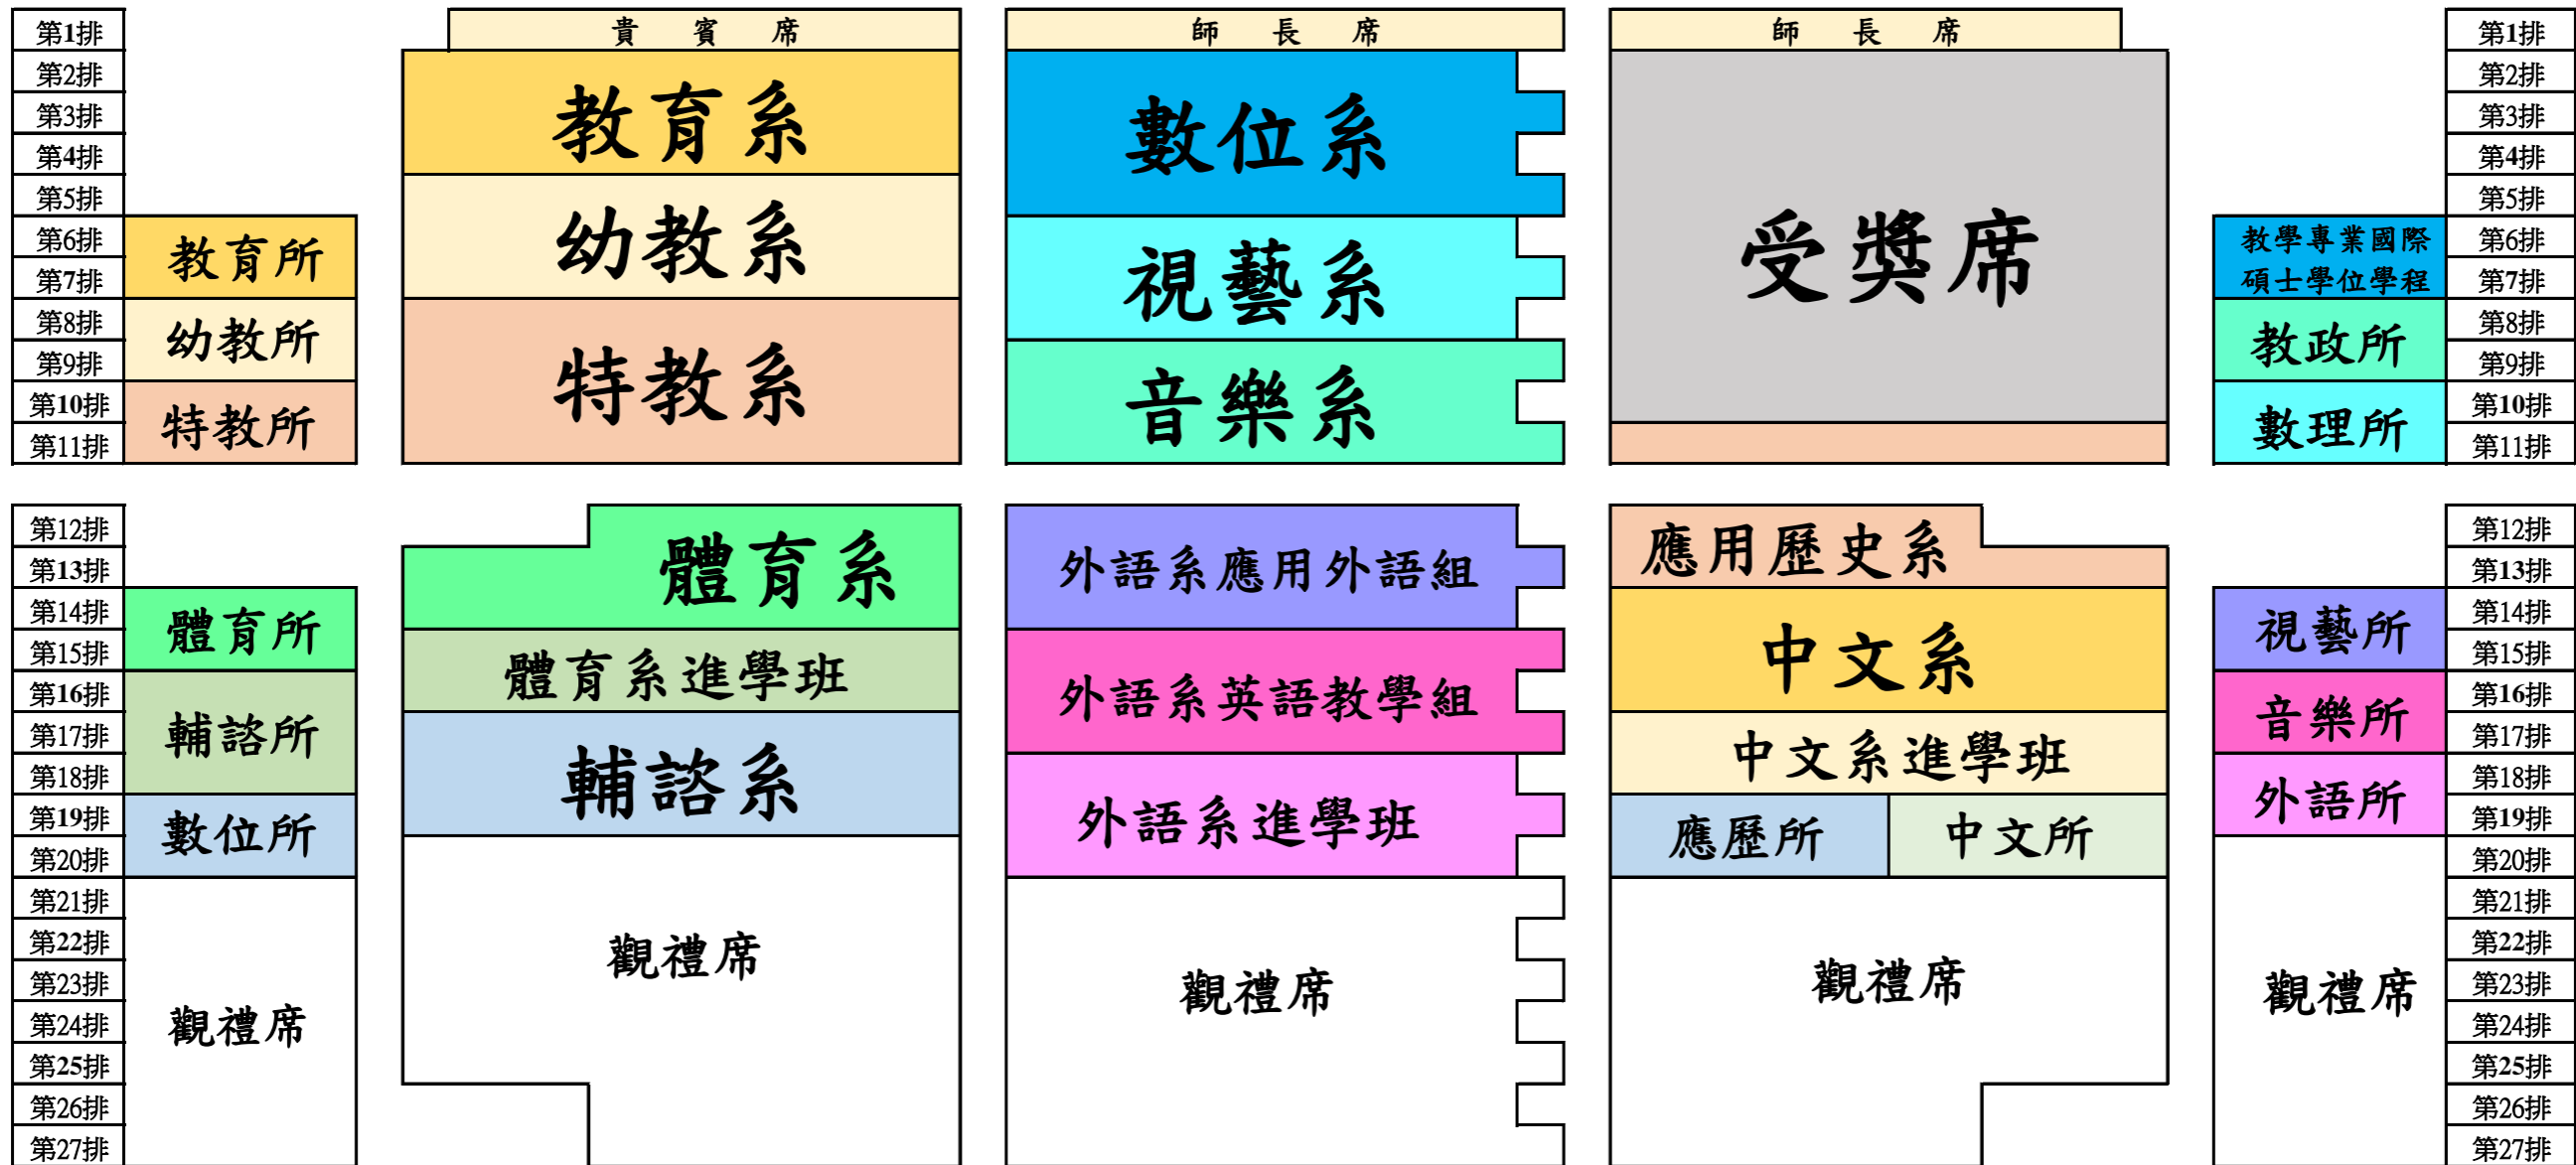 第1排 貴賓席 師長席 師長席 第1排
第2排 第2排
第3排 教育系 數位系 第3排
第4排 第4排
第5排 第5排
第6排 教育所 幼教系 視藝系 受獎席 教學專業國際 第6排
第7排 碩士學位學程 第7排
第8排 幼教所 第8排
第9排 特教系 音樂系 教政所 第9排
第10排 特教所 數理所 第10排
第11排 第11排
第12排 第12排
第13排 體育系 外語系應用外語組 應用歷史系 第13排
第14排 體育所 視藝所 第14排
第15排 體育系進學班 中文系 第15排
第16排 外語系英語教學組 音樂所 第16排
第17排 輔諮所 中文系進學班 第17排
第18排 輔諮系 外語所 第18排
第19排 數位所 外語系進學班 應歷所 中文所 第19排
第20排 第20排
第21排 第21排
第22排 觀禮席 第22排
第23排 觀禮席 觀禮席 觀禮席 第23排
第24排 觀禮席 第24排
第25排 第25排
第26排 第26排
第27排 第27排